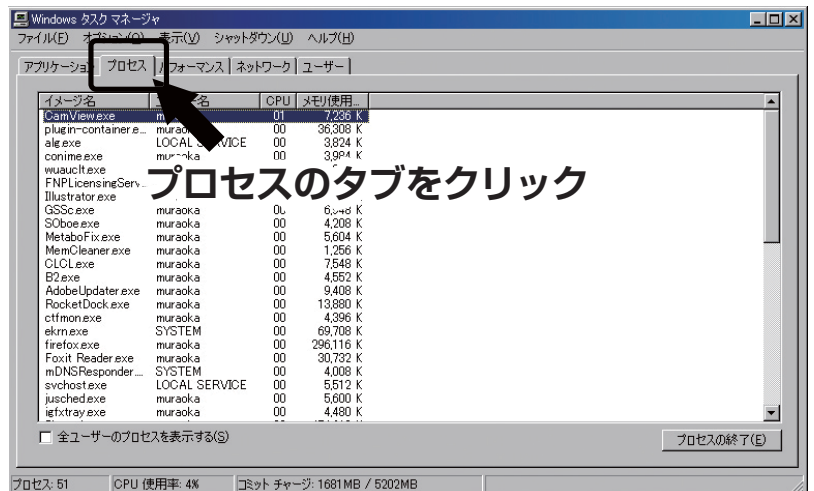 Windows タスク マネージャ
ファイル(F) オプション(O) 表示(V) シャットダウン(U) ヘルプ(H)
アプリケーション プロセス パフォーマンス ネットワーク ユーザー
イメージ名 ユーザー名 CPU メモリ使用...
CamView.exe 01 7,236 K
plugin-container.e... muraoka 00 36,308 K
alg.exe LOCAL SERVICE 00 3,824 K
conime.exe muraoka 00 3,984 K
wuauclt.exe
FNPLicensingServ...
プロセスのタブをクリック
Illustrator.exe
GSSc.exe muraoka 00
SOboe.exe muraoka 00 4,208 K
MetaboFix.exe muraoka 00 5,604 K
MemCleaner.exe muraoka 00 1,256 K
CLCL.exe muraoka 00 7,548 K
B2.exe muraoka 00 4,552 K
AdobeUpdater.exe muraoka 00 9,408 K
RocketDock.exe muraoka 00 13,880 K
ctfmon.exe muraoka 00 4,396 K
ekrn.exe SYSTEM 00 69,708 K
firefox.exe muraoka 00 296,116 K
Foxit Reader.exe muraoka 00 30,732 K
mDNSResponder.... SYSTEM 00 4,008 K
svchost.exe LOCAL SERVICE 00 5,512 K
jusched.exe muraoka 00 5,600 K
igfxtray.exe muraoka 00 4,480 K
全ユーザーのプロセスを表示する(S) プロセスの終了(E)
プロセス: 51 CPU 使用率: 4% コミット チャージ: 1681MB / 5202MB